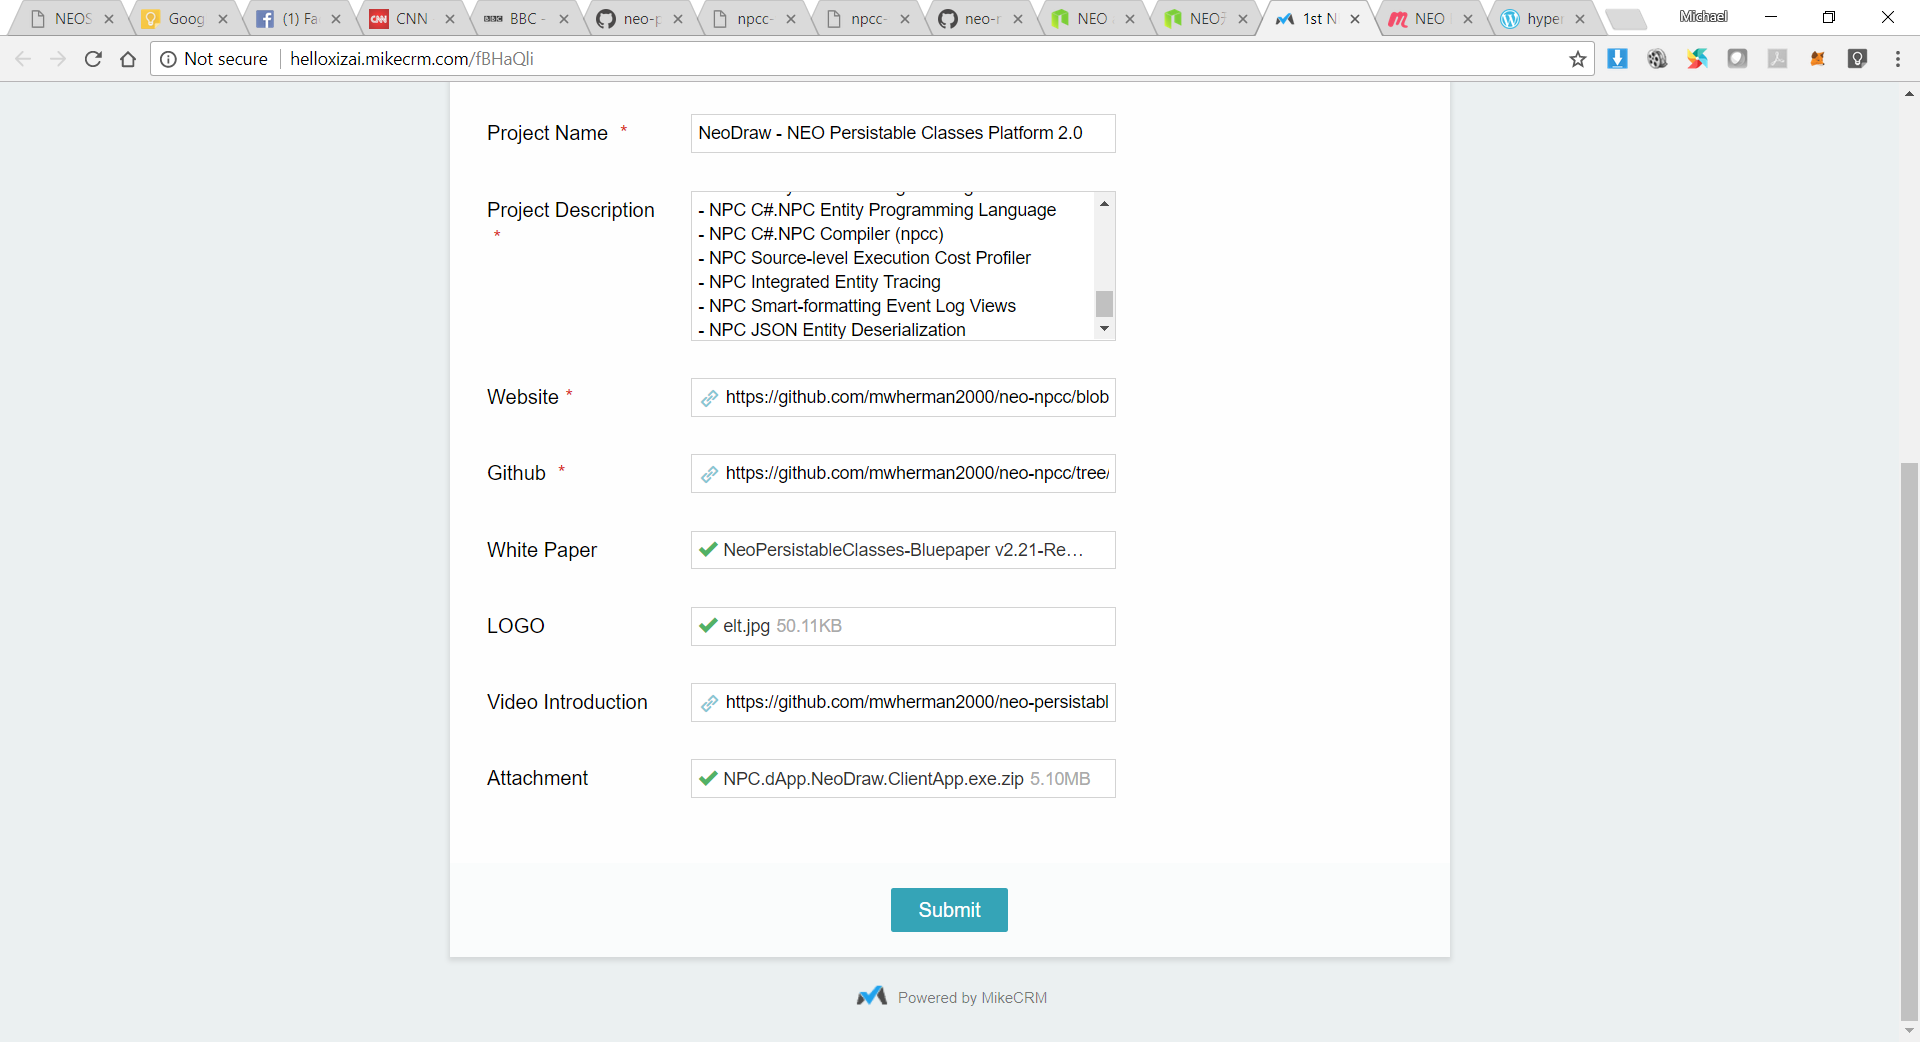 NEOS
Goog
(1) Fa
CNN
BBC -
neo-p
npcc-
npcc-
neo-r
NEO
NEO
1st N
NEO
hyper
Michael
Not secure
helloxizai.mikecrm.com/fBHaQli
Project Name *
NeoDraw - NEO Persistable Classes Platform 2.0
Project Description
*
- NPC C#.NPC Entity Programming Language
- NPC C#.NPC Compiler (npcc)
- NPC Source-level Execution Cost Profiler
- NPC Integrated Entity Tracing
- NPC Smart-formatting Event Log Views
- NPC JSON Entity Deserialization
Website *
https://github.com/mwherman2000/neo-npcc/blob
Github *
https://github.com/mwherman2000/neo-npcc/tree/
White Paper
NeoPersistableClasses-Bluepaper v2.21-Re...
LOGO
elt.jpg 50.11KB
Video Introduction
https://github.com/mwherman2000/neo-persistabl
Attachment
NPC.dApp.NeoDraw.ClientApp.exe.zip 5.10MB
Submit
Powered by MikeCRM